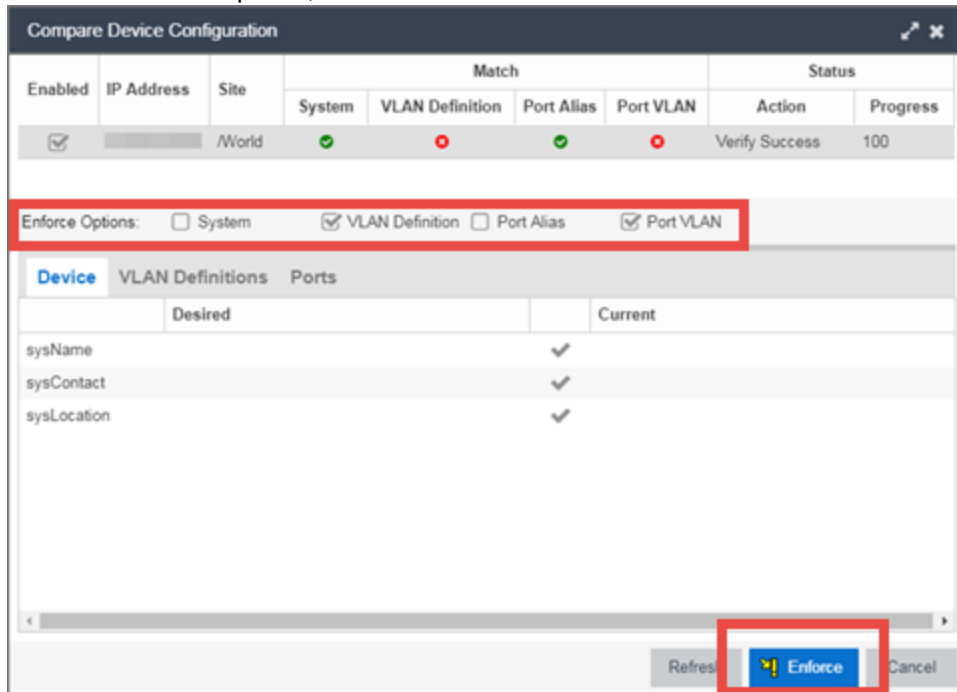 Compare Device Configuration
Enabled IP Address Site Match Status
System VLAN Definition Port Alias Port VLAN Action Progress
/World Verify Success 100
Enforce Options: System VLAN Definition Port Alias Port VLAN
Device VLAN Definitions Ports
Desired Current
sysName
sysContact
sysLocation
Enforce Cancel